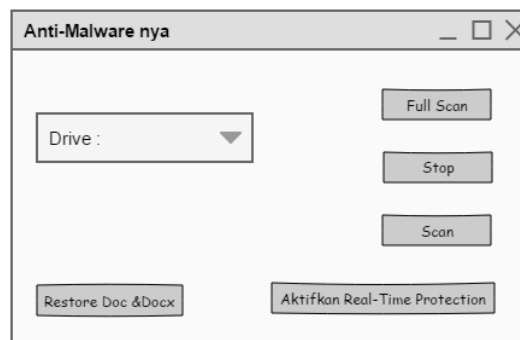 Anti-Malware nya
Full Scan
Drive :
Stop
Scan
Restore Doc &Docx
Aktifkan Real-Time Protection